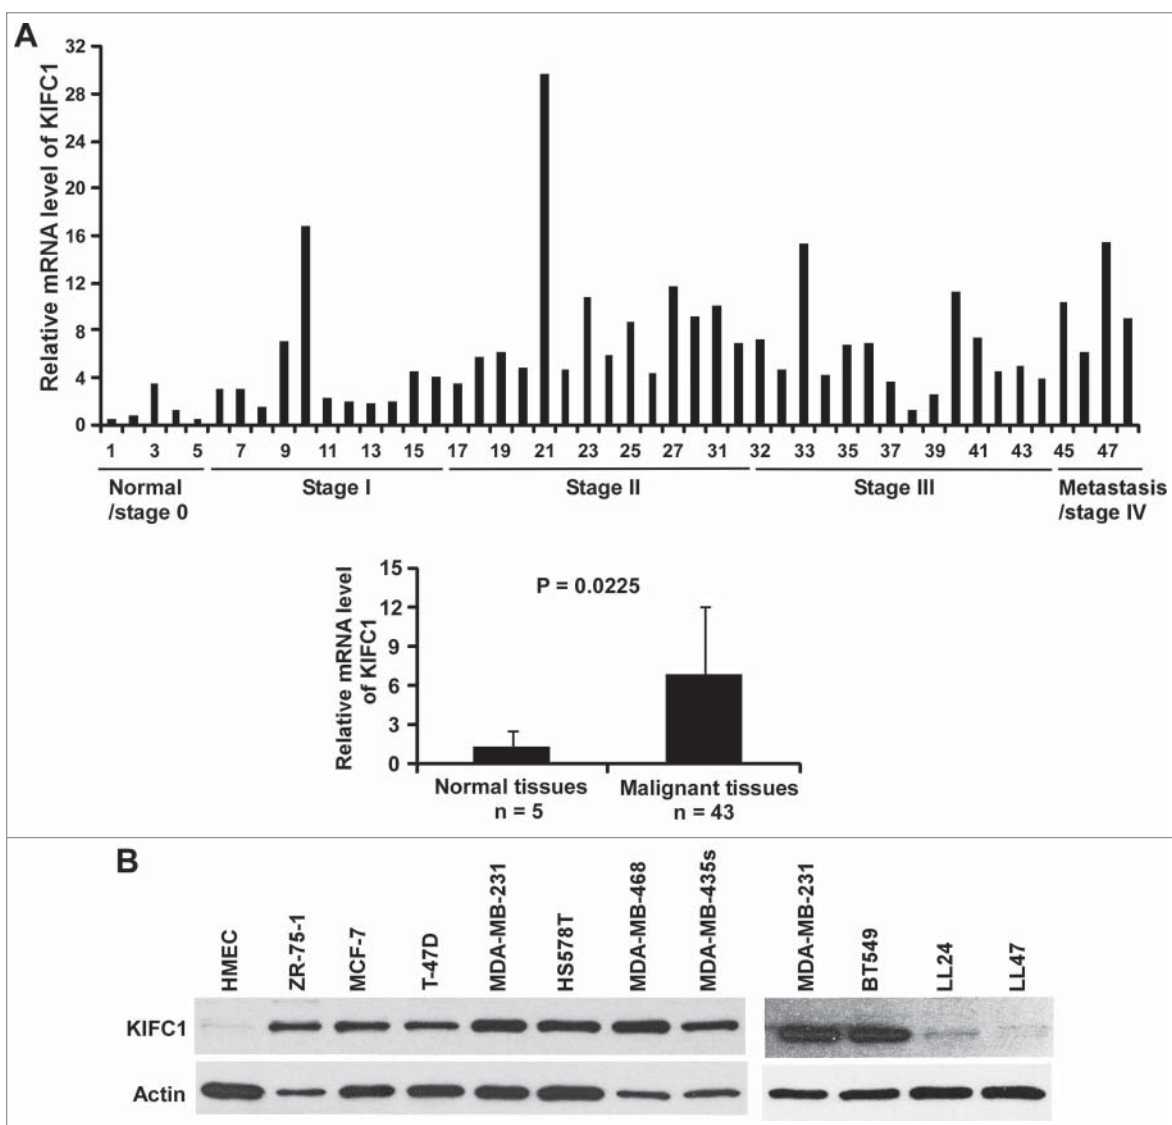 A
Relative mRNA level of KIFC1
32
28
24
20
16
12
8
4
0
1 3 5 7 9 11 13 15 17 19 21 23 25 27 31 32 33 35 37 39 41 43 45 47
Normal
/stage 0
Stage I
Stage II
Stage III
Metastasis
/stage IV
Relative mRNA level
of KIFC1
15
12
9
6
3
0
P = 0.0225
Normal tissues
n = 5
Malignant tissues
n = 43
B
HMEC ZR-75-1 MCF-7 T-47D MDA-MB-231 HS578T MDA-MB-468 MDA-MB-435s MDA-MB-231 BT549 LL24 LL47
KIFC1
Actin